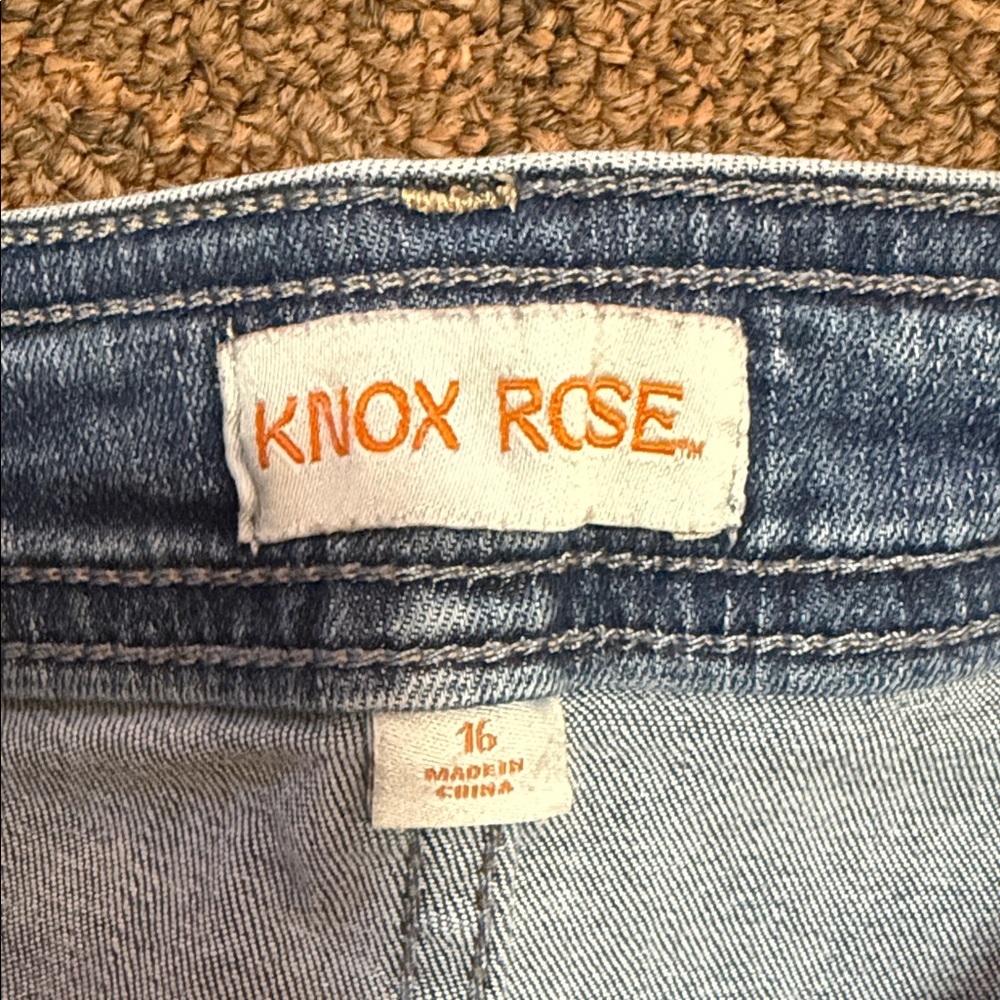 KNOX ROSE™
16
MADE IN
CHINA